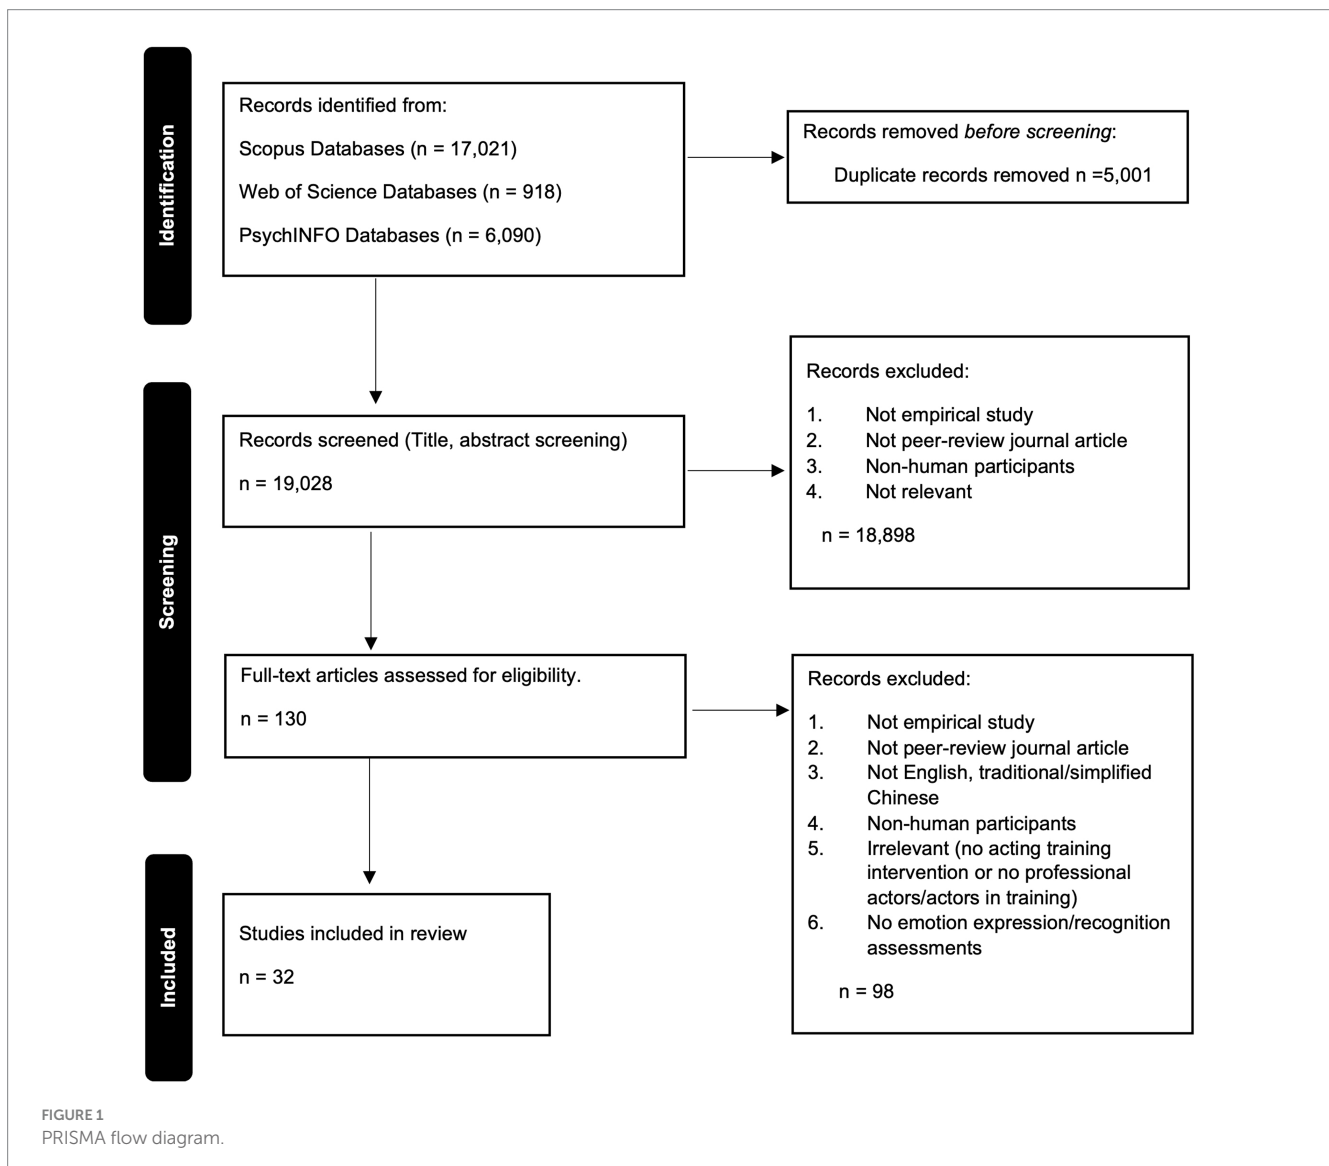 Identification
Records identified from:
Scopus Databases (n = 17,021)
Web of Science Databases (n = 918)
PsychINFO Databases (n = 6,090)
Records removed before screening:
Duplicate records removed n =5,001
Screening
Records screened (Title, abstract screening)
n = 19,028
Records excluded:
1. Not empirical study
2. Not peer-review journal article
3. Non-human participants
4. Not relevant
n = 18,898
Full-text articles assessed for eligibility.
n = 130
Records excluded:
1. Not empirical study
2. Not peer-review journal article
3. Not English, traditional/simplified
Chinese
4. Non-human participants
5. Irrelevant (no acting training
intervention or no professional
actors/actors in training)
6. No emotion expression/recognition
assessments
n = 98
Included
Studies included in review
n = 32
FIGURE 1
PRISMA flow diagram.